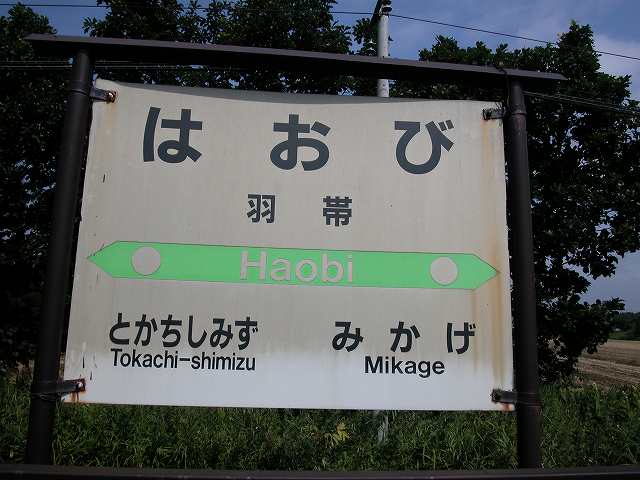 はおび
羽帯
Haobi
とかちしみず みかげ
Tokachi-shimizu Mikage